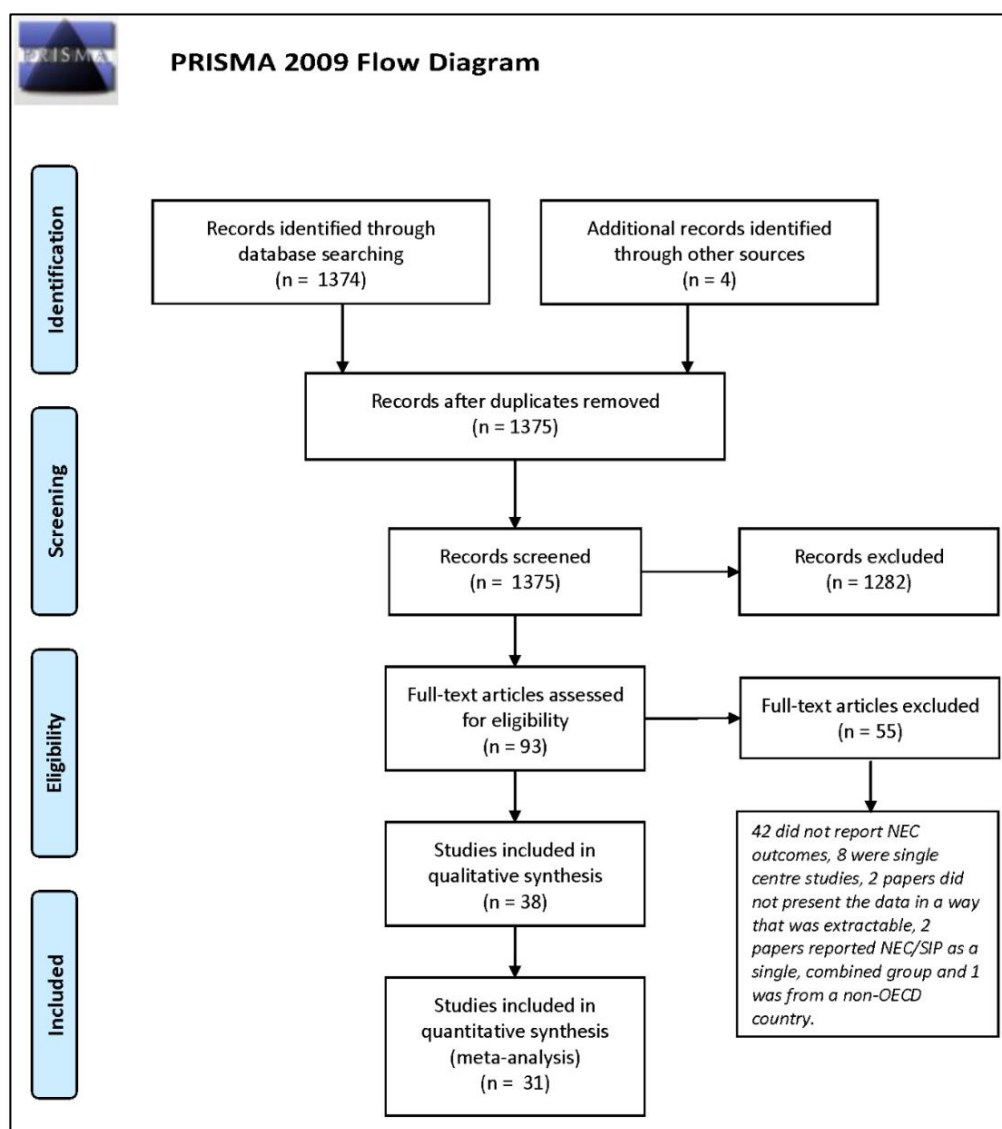 PRISMA
PRISMA 2009 Flow Diagram
Identification
Records identified through
database searching
(n = 1374)
Additional records identified
through other sources
(n = 4)
Records after duplicates removed
(n = 1375)
Screening
Records screened
(n = 1375)
Records excluded
(n = 1282)
Eligibility
Full-text articles assessed
for eligibility
(n = 93)
Full-text articles excluded
(n = 55)
42 did not report NEC
outcomes, 8 were single
centre studies, 2 papers did
not present the data in a way
that was extractable, 2
papers reported NEC/SIP as a
single, combined group and 1
was from a non-OECD
country.
Studies included in
qualitative synthesis
(n = 38)
Included
Studies included in
quantitative synthesis
(meta-analysis)
(n = 31)